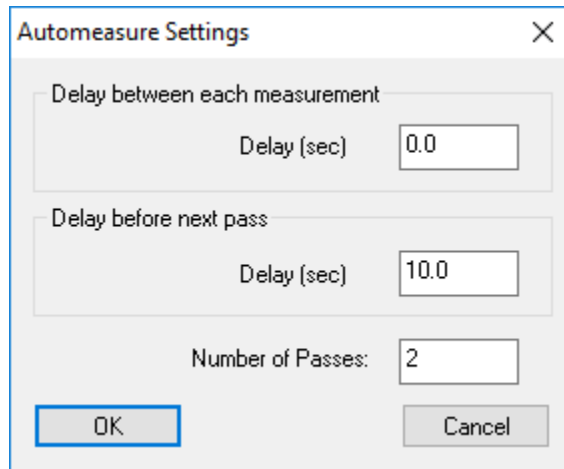 Automeasure Settings
Delay between each measurement
Delay (sec) 0.0
Delay before next pass
Delay (sec) 10.0
Number of Passes: 2
OK Cancel